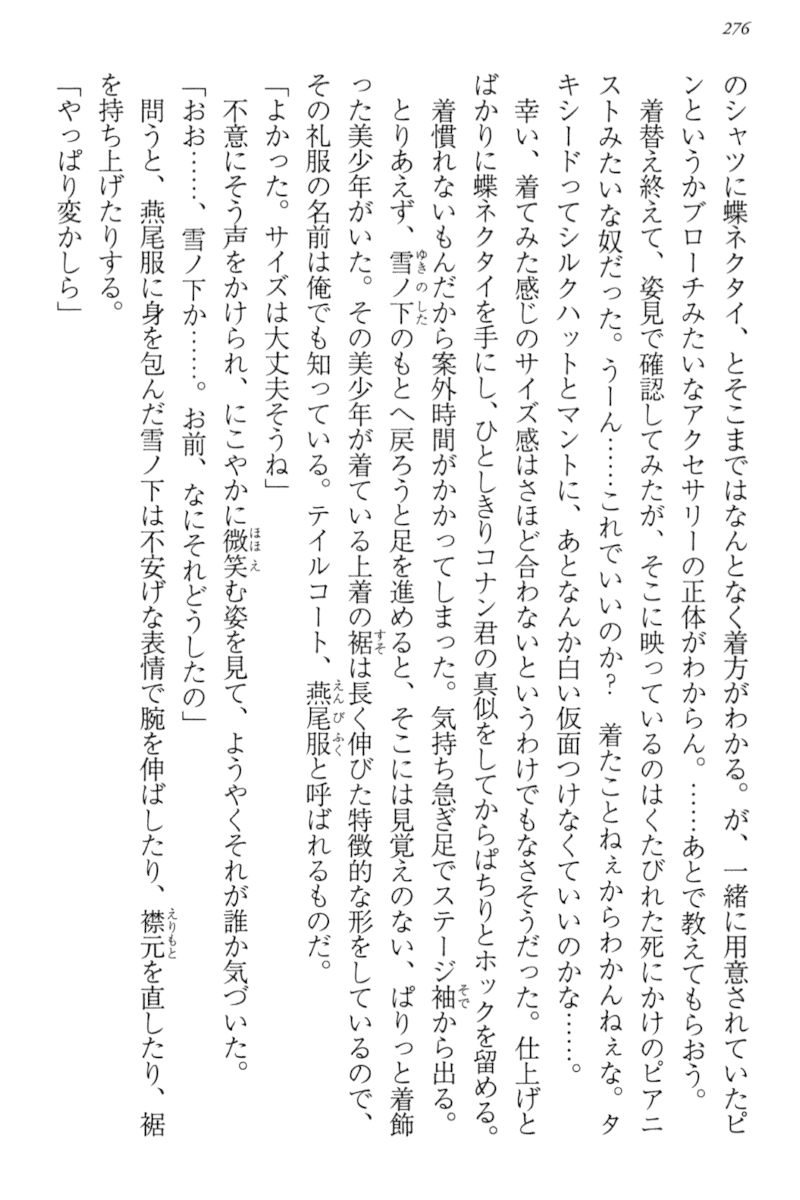 276
のシャツに蝶ネクタイ、とそこまではなんとなく着方がわかる。が、一緒に用意されていたピ
ンというかブローチみたいなアクセサリーの正体がわからん。……あとで教えてもらおう。
　着替え終えて、姿見で確認してみたが、そこに映っているのはくたびれた死にかけのピアニ
ストみたいな奴だった。うーん……これでいいのか？　着たことねぇからわかんねぇな。タ
キシードってシルクハットとマントに、あとなんか白い仮面つけなくていいのかな……。
　幸い、着てみた感じのサイズ感はさほど合わないというわけでもなさそうだった。仕上げと
ばかりに蝶ネクタイを手にし、ひとしきりコナン君の真似をしてからぱちりとホックを留める。
　着慣れないもんだから案外時間がかかってしまった。気持ち急ぎ足でステージ袖から出る。
　とりあえず、雪ノ下のもとへ戻ろうと足を進めると、そこには見覚えのない、ぱりっと着飾
った美少年がいた。その美少年が着ている上着の裾は長く伸びた特徴的な形をしているので、
その礼服の名前は俺でも知っている。テイルコート、燕尾服と呼ばれるものだ。
「よかった。サイズは大丈夫そうね」
　不意にそう声をかけられ、にこやかに微笑む姿を見て、ようやくそれが誰か気づいた。
「おお……、雪ノ下か……。お前、なにそれどうしたの」
　問うと、燕尾服に身を包んだ雪ノ下は不安げな表情で腕を伸ばしたり、襟元を直したり、裾
を持ち上げたりする。
「やっぱり変かしら」